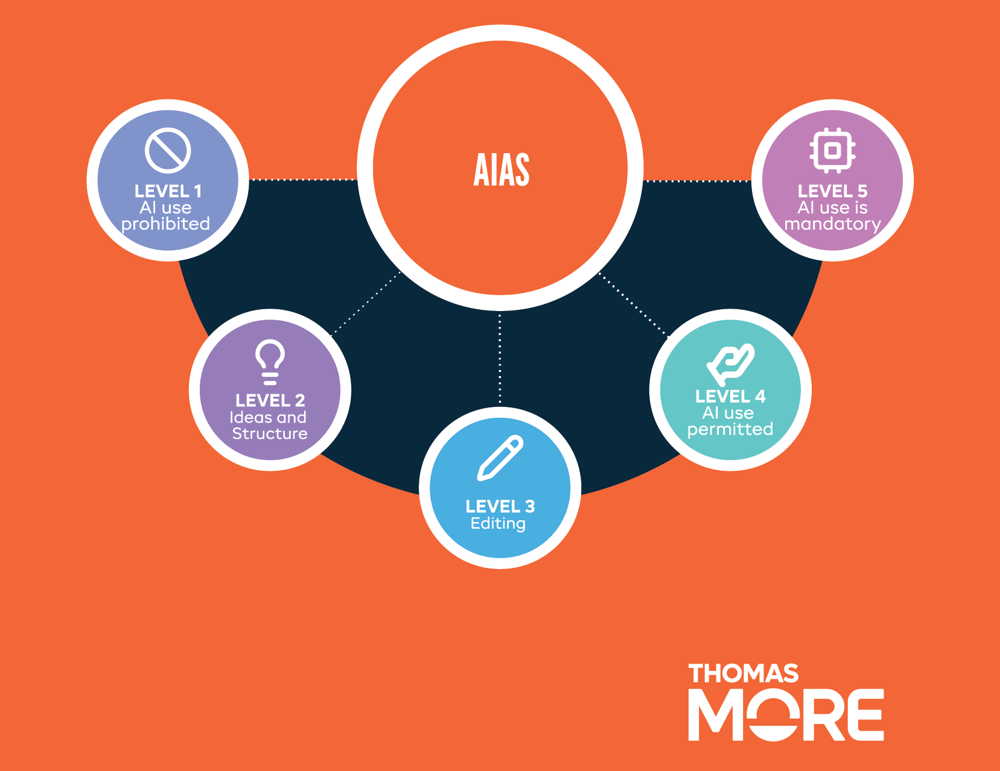 AIAS
LEVEL 1
AI use
prohibited
LEVEL 2
Ideas and
Structure
LEVEL 3
Editing
LEVEL 4
AI use
permitted
LEVEL 5
AI use is
mandatory
THOMAS
MORE